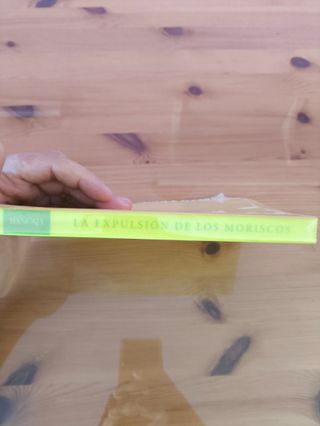 LA EXPULSIÓN DE LOS MORISCOS